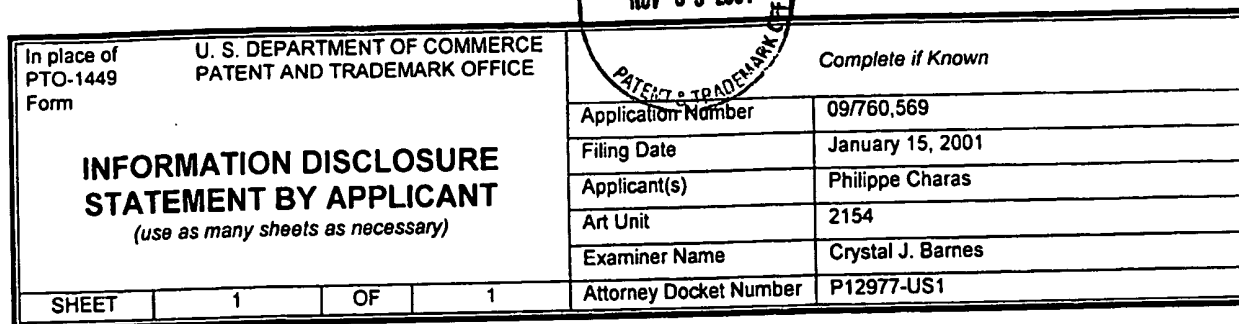 In place of
PTO-1449
Form
U. S. DEPARTMENT OF COMMERCE
PATENT AND TRADEMARK OFFICE
INFORMATION DISCLOSURE
STATEMENT BY APPLICANT
(use as many sheets as necessary)
SHEET 1 OF 1
PATENT & TRADEMARK
Complete if Known
Application Number 09/760,569
Filing Date January 15, 2001
Applicant(s) Philippe Charas
Art Unit 2154
Examiner Name Crystal J. Barnes
Attorney Docket Number P12977-US1